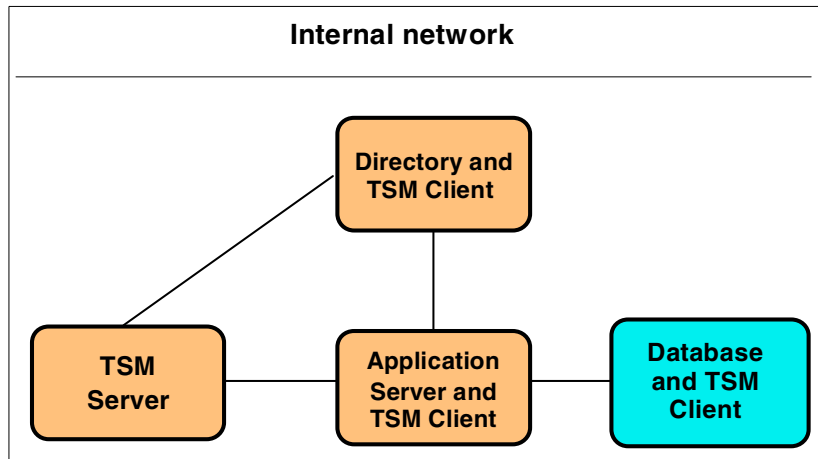 Internal network
Directory and
TSM Client
TSM
Server
Application
Server and
TSM Client
Database
and TSM
Client